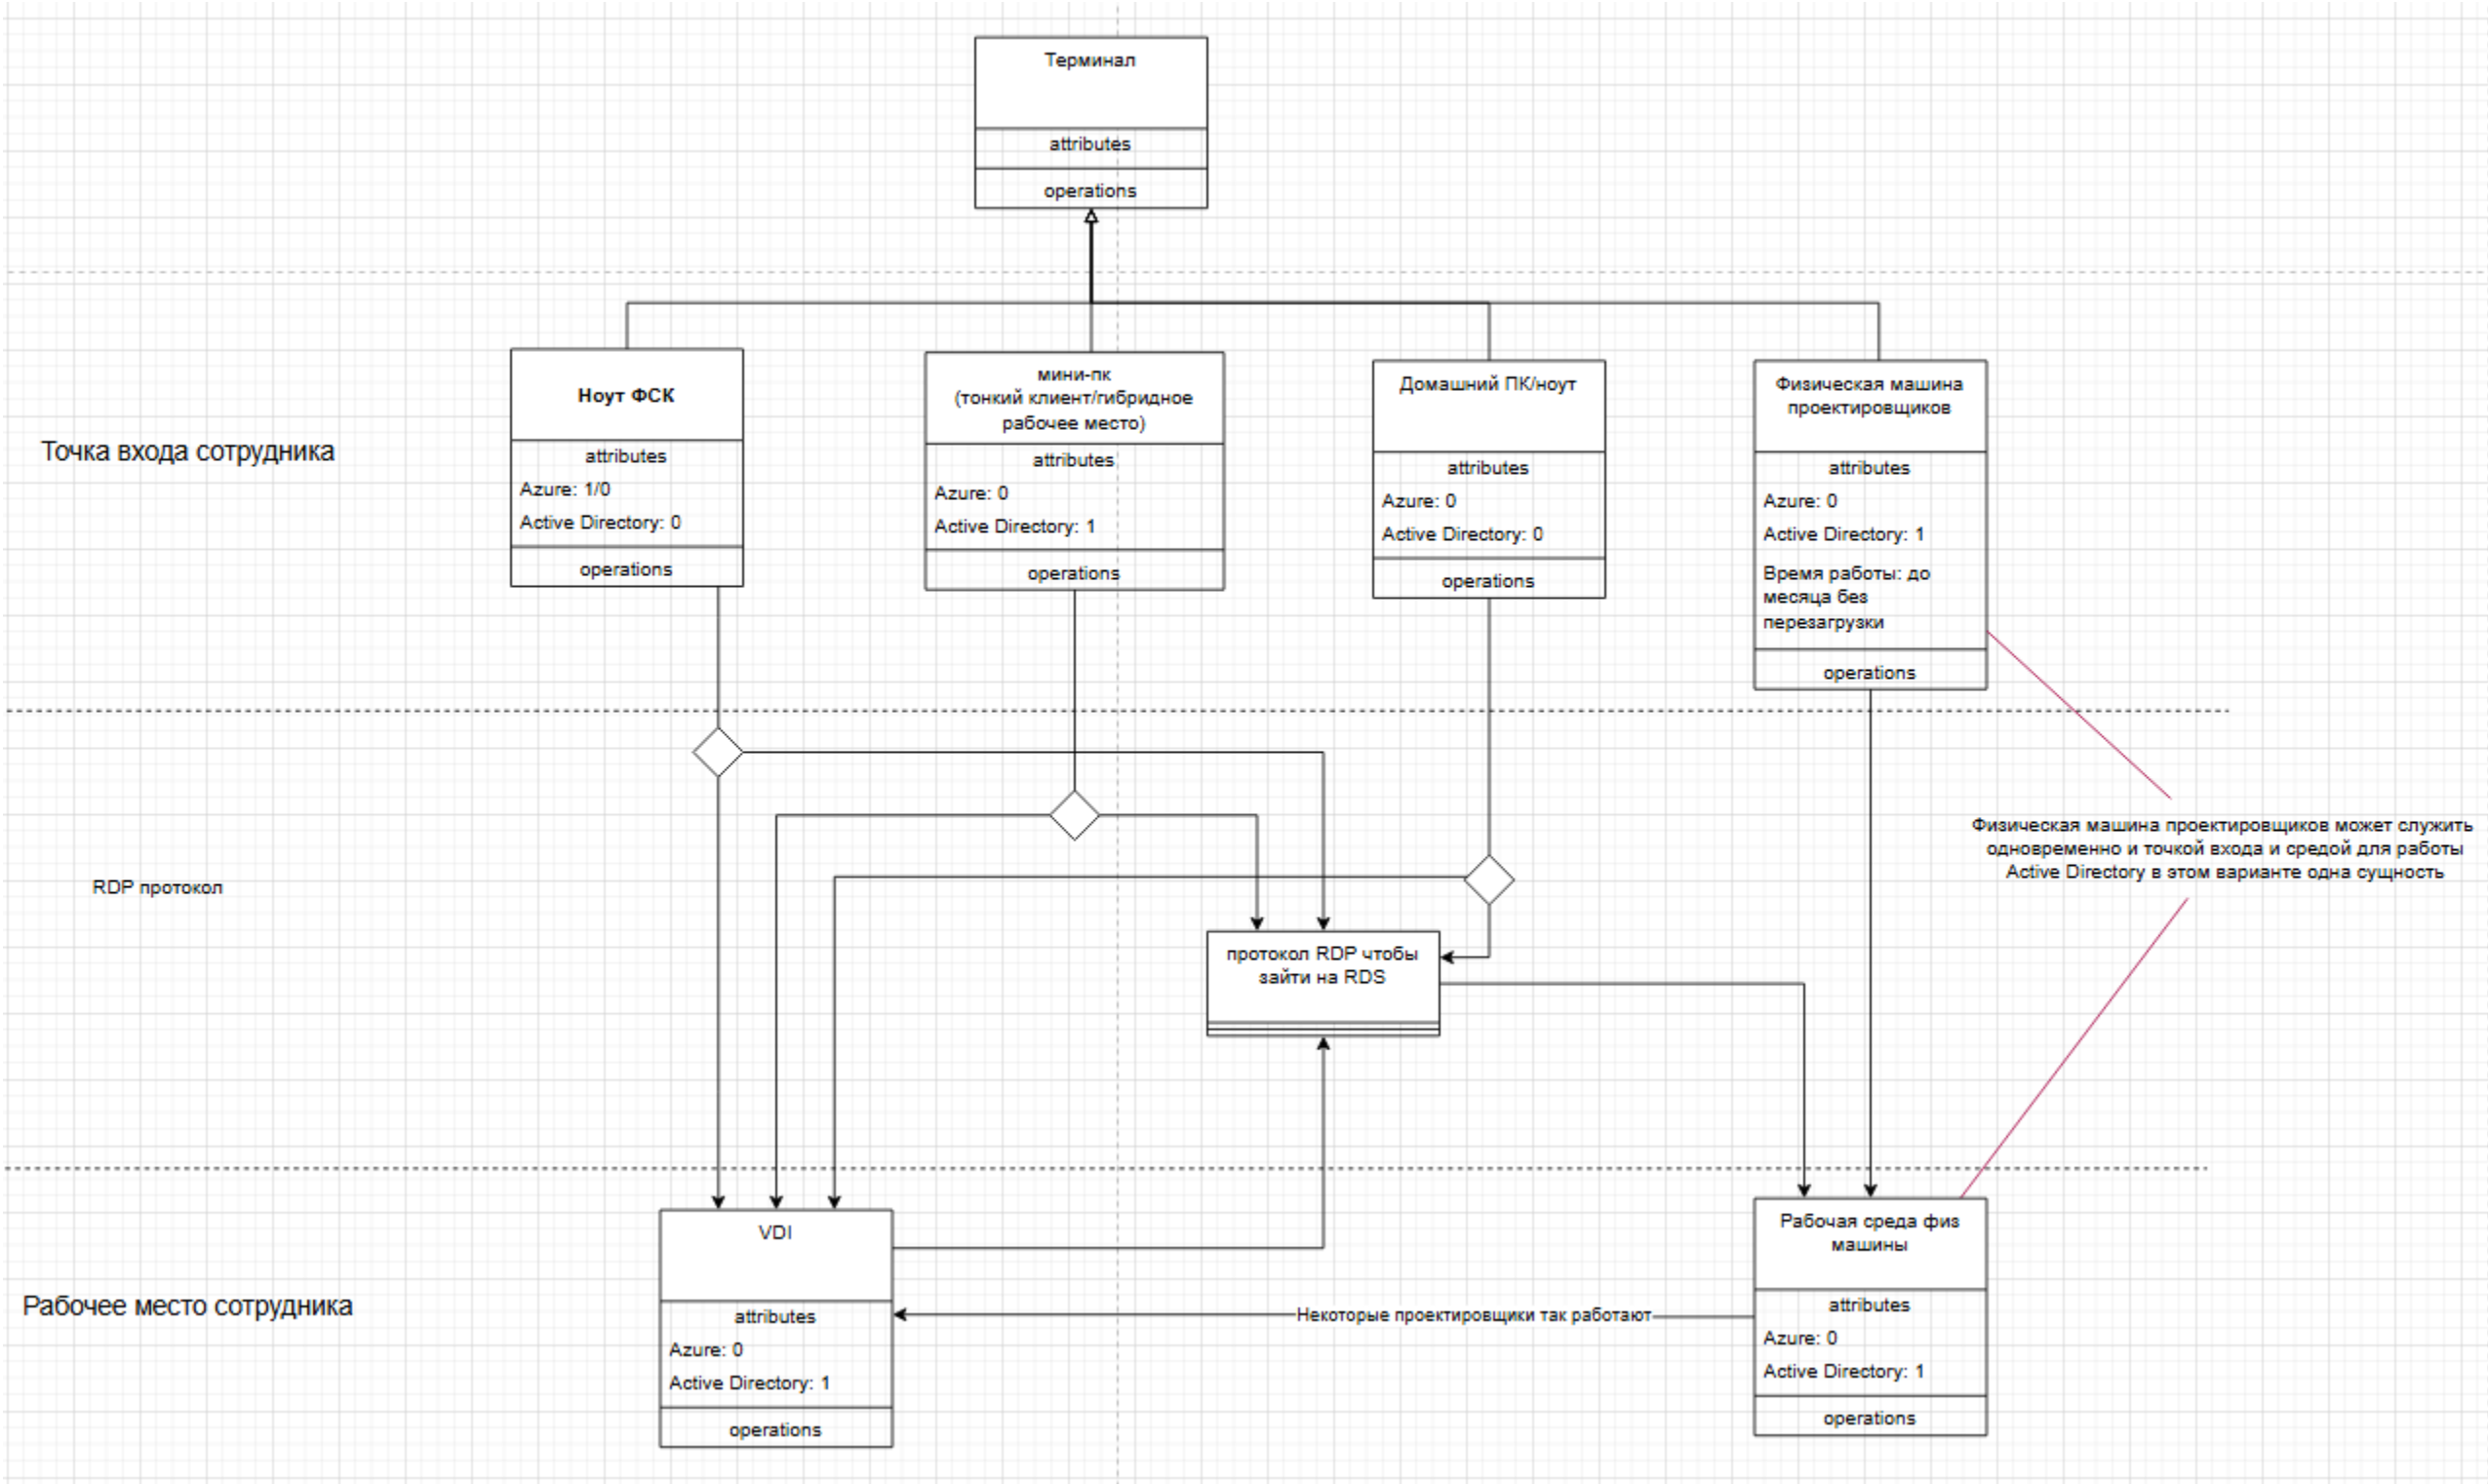 Терминал
attributes
operations
Точка входа сотрудника
Ноут ФСК
attributes
Azure: 1/0
Active Directory: 0
operations
мини-пк
(тонкий клиент/гибридное
рабочее место)
attributes
Azure: 0
Active Directory: 1
operations
Домашний ПК/ноут
attributes
Azure: 0
Active Directory: 0
operations
Физическая машина
проектировщиков
attributes
Azure: 0
Active Directory: 1
Время работы: до
месяца без
перезагрузки
operations
Физическая машина проектировщиков может служить
одновременно и точкой входа и средой для работы
Active Directory в этом варианте одна сущность
RDP протокол
протокол RDP чтобы
зайти на RDS
Рабочее место сотрудника
VDI
attributes
Azure: 0
Active Directory: 1
operations
Некоторые проектировщики так работают
Рабочая среда физ
машины
attributes
Azure: 0
Active Directory: 1
operations